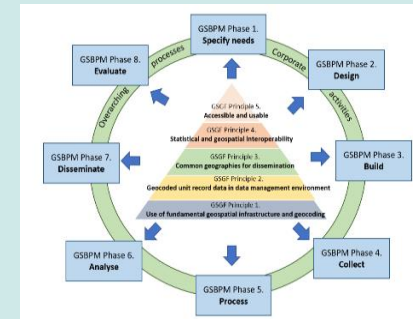 GSBPM Phase 1.
Specify needs
GSBPM Phase 8.
Evaluate
processes
Corporate
GSBPM Phase 2.
Design
Overarching
activities
GSGF Principle 5.
Accessible and usable
GSGF Principle 4.
Statistical and geospatial interoperability
GSBPM Phase 7.
Disseminate
GSGF Principle 3.
Common geographies for dissemination
GSBPM Phase 3.
Build
GSGF Principle 2.
Geocoded unit record data in data management environment
GSGF Principle 1.
Use of fundamental geospatial infrastructure and geocoding
GSBPM Phase 6.
Analyse
GSBPM Phase 4.
Collect
GSBPM Phase 5.
Process